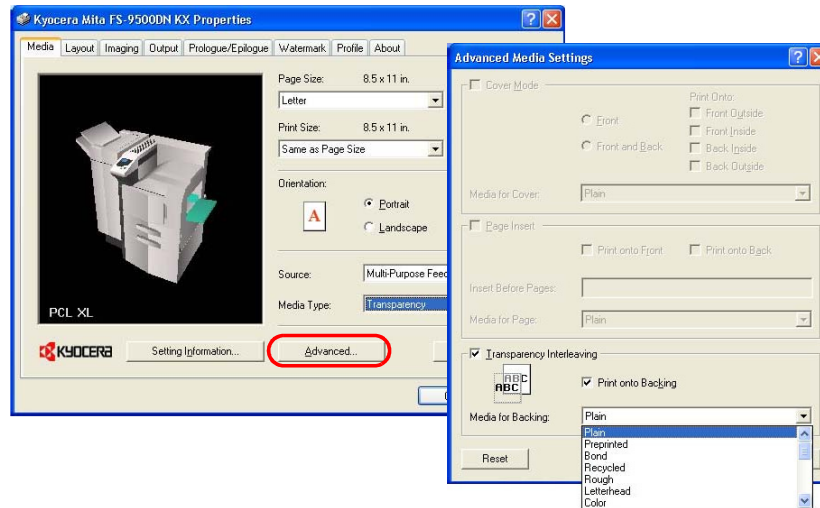 Kyocera Mita FS-9500DN KX Properties
Media Layout Imaging Output Prologue/Epilogue Watermark Profile About
Page Size: 8.5 x 11 in.
Letter
Print Size: 8.5 x 11 in.
Same as Page Size
Orientation:
A
Portrait
Landscape
Source:
Media Type: Transparency
PCL XL
KYOCERA
Setting Information...
Advanced...
Advanced Media Settings
Cover Mode
Print Onto:
Front
Front Outside
Front Inside
Front and Back
Back Inside
Back Outside
Media for Cover: Plain
Page Insert
Print onto Front Print onto Back
Insert Before Pages:
Media for Page: Plain
Transparency Interleaving
ABC
ABC
Print onto Backing
Media for Backing: Plain
Plain
Preprinted
Bond
Recycled
Rough
Letterhead
Color
Reset